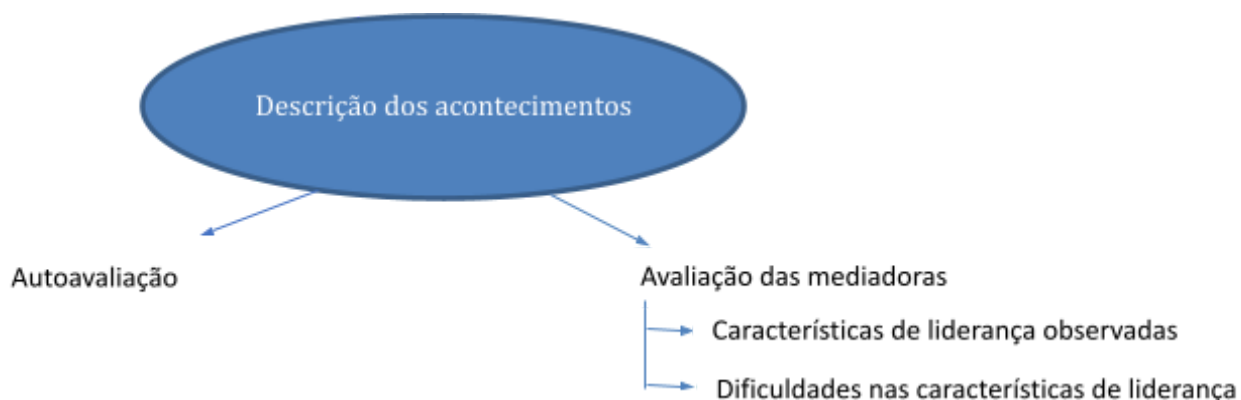 Descrição dos acontecimentos
Autoavaliação
Avaliação das mediadoras
Características de liderança observadas
Dificuldades nas características de liderança